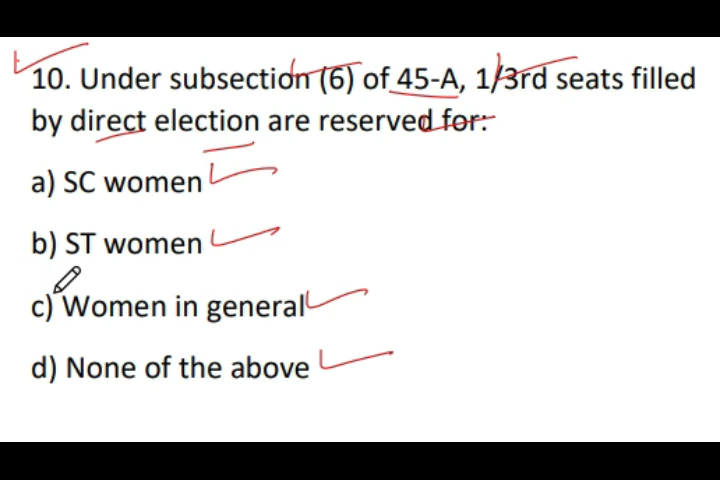 10. Under subsection (6) of 45-A, 1/3rd seats filled
by direct election are reserved for:
a) SC women
b) ST women
c) Women in general
d) None of the above